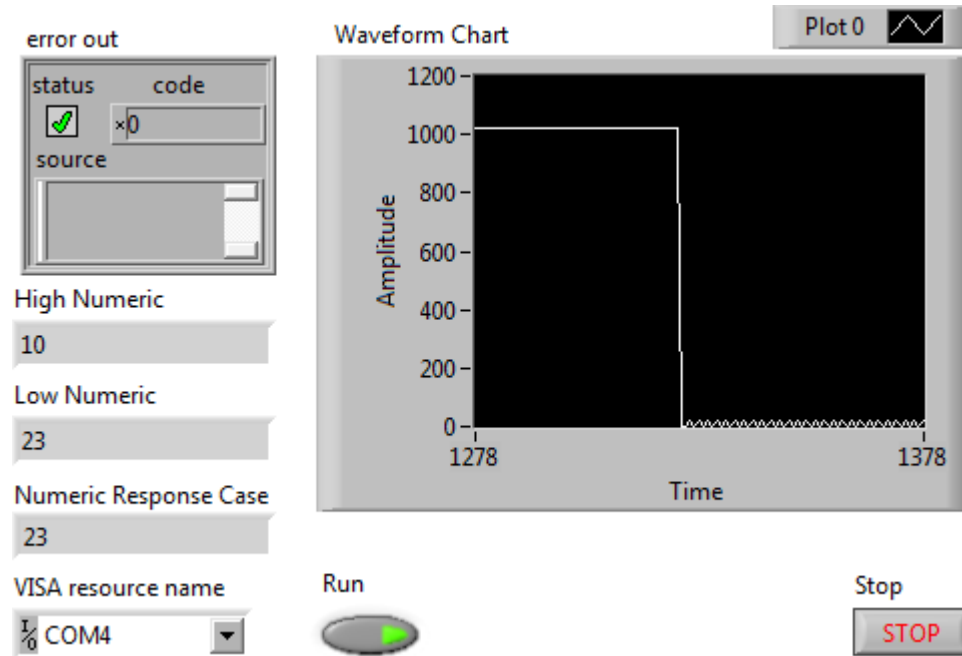 error out
status code
×0
source
High Numeric
10
Low Numeric
23
Numeric Response Case
23
VISA resource name
I/O COM4
Waveform Chart
Plot 0
1200
1000
800
600
400
200
0
Amplitude
1278 1378
Time
Run
Stop
STOP